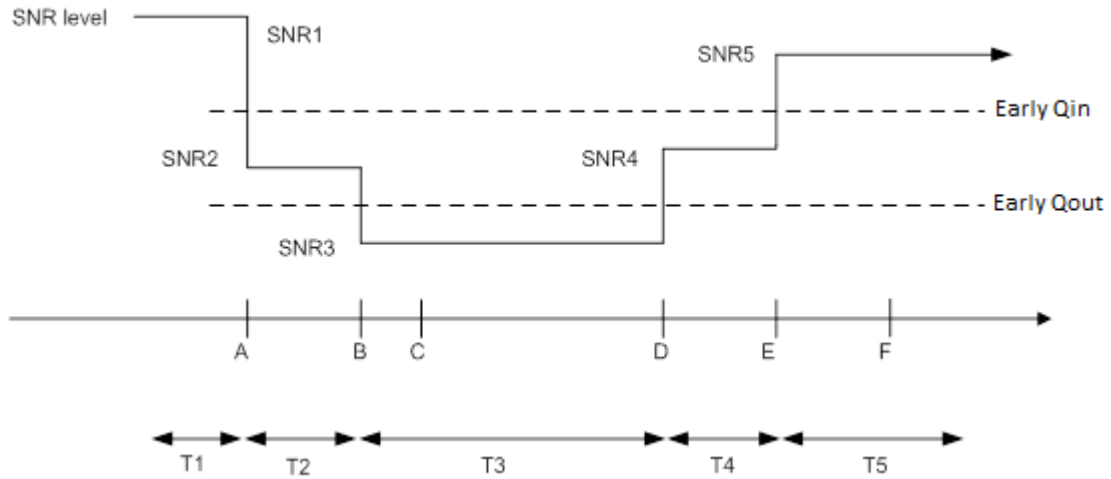 SNR level
SNR1
SNR5
Early Qin
SNR2
SNR4
Early Qout
SNR3
A B C D E F
T1 T2 T3 T4 T5